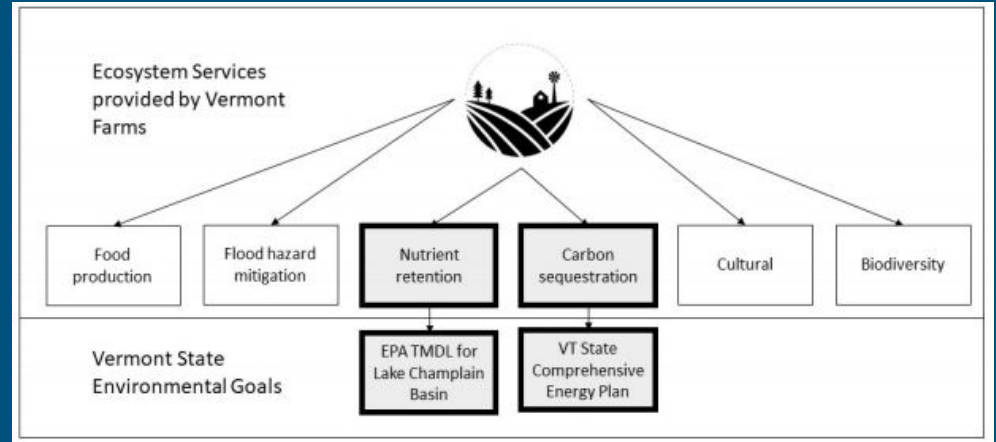 Ecosystem Services
provided by Vermont
Farms
Food
production
Flood hazard
mitigation
Nutrient
retention
Carbon
sequestration
Cultural
Biodiversity
Vermont State
Environmental Goals
EPA TMDL for
Lake Champlain
Basin
VT State
Comprehensive
Energy Plan